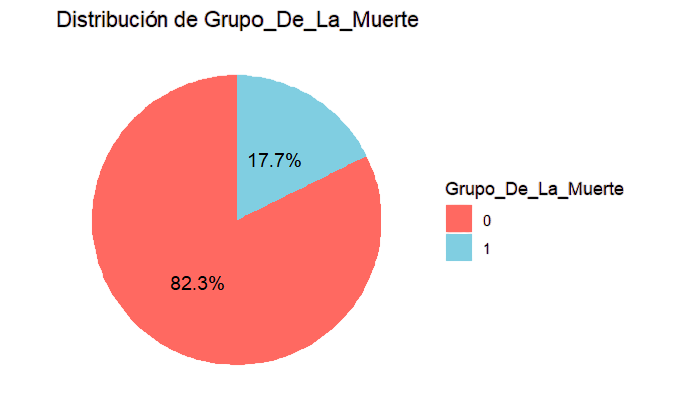 Distribución de Grupo_De_La_Muerte
17.7%
82.3%
Grupo_De_La_Muerte
0
1